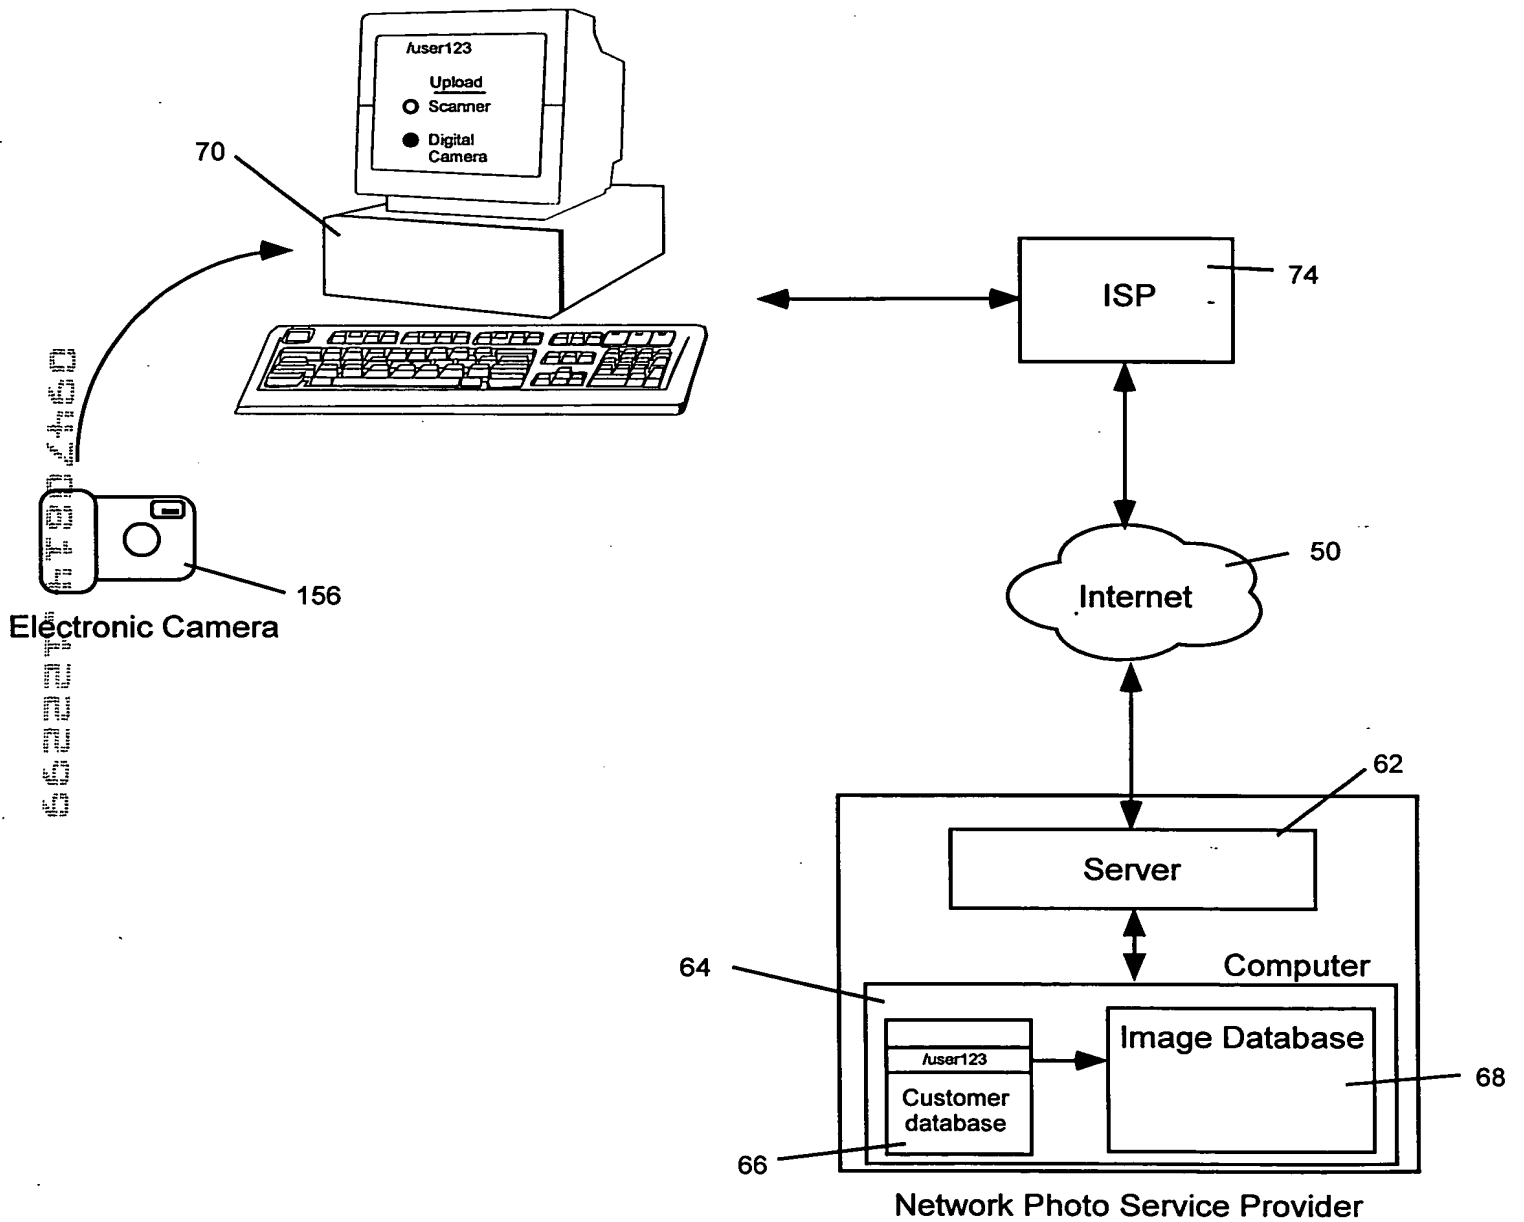 /user123
Upload
Scanner
Digital
Camera
70
ISP
74
156
Electronic Camera
50
Internet
62
Server
64
Computer
/user123
Customer
database
Image Database
68
66
Network Photo Service Provider